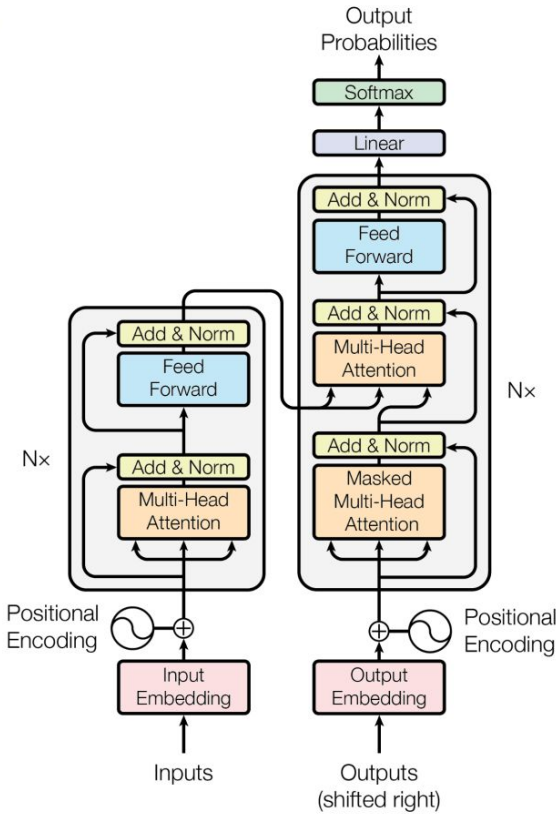 Output
Probabilities
Softmax
Linear
Add & Norm
Feed
Forward
Add & Norm
Multi-Head
Attention
Add & Norm
Masked
Multi-Head
Attention
Nx
Add & Norm
Feed
Forward
Add & Norm
Multi-Head
Attention
Nx
Positional
Encoding
Positional
Encoding
Input
Embedding
Output
Embedding
Inputs
Outputs
(shifted right)